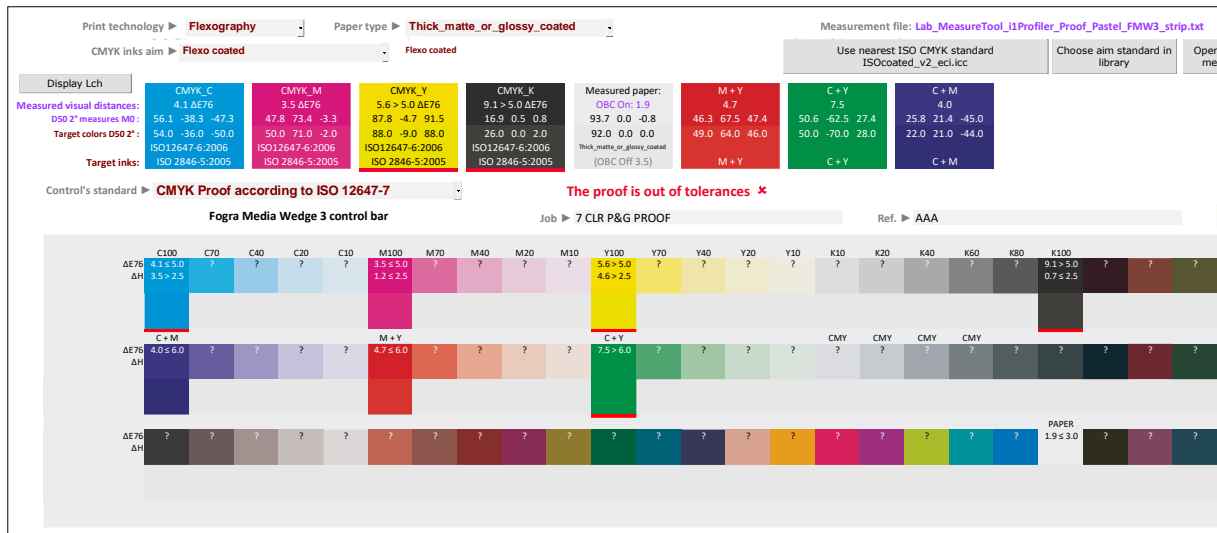 Print technology ▶ Flexography Paper type ▶ Thick_matte_or_glossy_coated Measurement file: Lab_MeasureTool_i1Profiler_Proof_Pastel_FMW3_strip.txt
CMYK inks aim ▶ Flexo coated Flexo coated
Use nearest ISO CMYK standard
ISOcoated_v2_eci.icc
Choose aim standard in
library
Open
me
Display Lch
CMYK_C CMYK_M CMYK_Y CMYK_K Measured paper: M + Y C + Y C + M
Measured visual distances: 4.1 ΔE76 3.5 ΔE76 5.6 > 5.0 ΔE76 9.1 > 5.0 ΔE76 OBC On: 1.9 4.7 7.5 4.0
D50 2° measures M0 : 56.1 -38.3 -47.3 47.8 73.4 -3.3 87.8 -4.7 91.5 16.9 0.5 0.8 93.7 0.0 -0.8 46.3 67.5 47.4 50.6 -62.5 27.4 25.8 21.4 -45.0
Target colors D50 2° : 54.0 -36.0 -50.0 50.0 71.0 -2.0 88.0 -9.0 88.0 26.0 0.0 2.0 92.0 0.0 0.0 49.0 64.0 46.0 50.0 -70.0 28.0 22.0 21.0 -44.0
ISO12647-6:2006 ISO12647-6:2006 ISO12647-6:2006 ISO12647-6:2006 Thick_matte_or_glossy_coated
Target inks: ISO 2846-5:2005 ISO 2846-5:2005 ISO 2846-5:2005 ISO 2846-5:2005 (OBC Off 3.5) M + Y C + Y C + M
Control's standard ▶ CMYK Proof according to ISO 12647-7 The proof is out of tolerances ✘
Fogra Media Wedge 3 control bar Job ▶ 7 CLR P&G PROOF Ref. ▶ AAA
C100 C70 C40 C20 C10 M100 M70 M40 M20 M10 Y100 Y70 Y40 Y20 Y10 K10 K20 K40 K60 K80 K100
ΔE76 4.1 ≤ 5.0 ? ? ? ? 3.5 ≤ 5.0 ? ? ? ? 5.6 > 5.0 ? ? ? ? ? ? ? ? ? 9.1 > 5.0 ? ? ?
ΔH 3.5 > 2.5 1.2 ≤ 2.5 4.6 > 2.5 0.7 ≤ 2.5
C + M M + Y C + Y CMY CMY CMY CMY
ΔE76 4.0 ≤ 6.0 ? ? ? ? 4.7 ≤ 6.0 ? ? ? ? 7.5 > 6.0 ? ? ? ? ? ? ? ? ? ? ? ? ?
ΔH
PAPER
ΔE76 ? ? ? ? ? ? ? ? ? ? ? ? ? ? ? ? ? ? ? ? 1.9 ≤ 3.0 ? ? ?
ΔH